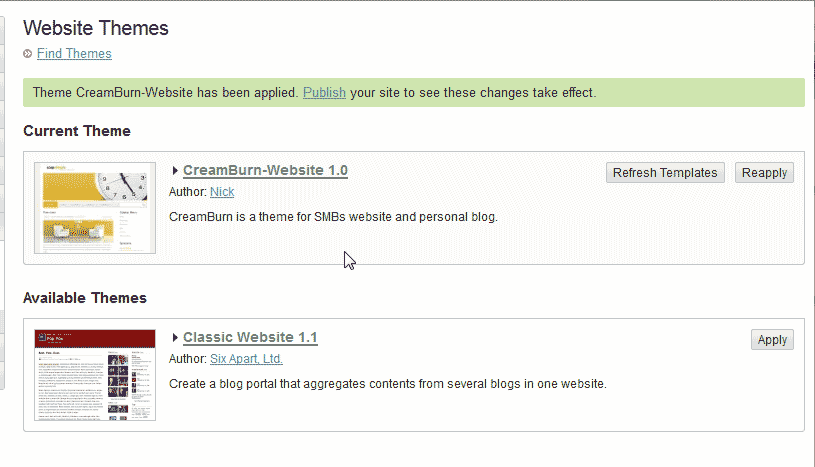 Website Themes
Find Themes
Theme CreamBurn-Website has been applied. Publish your site to see these changes take effect.
Current Theme
CreamBurn-Website 1.0
Refresh Templates
Reapply
Author: Nick
CreamBurn is a theme for SMBs website and personal blog.
Available Themes
Classic Website 1.1
Apply
Author: Six Apart, Ltd.
Create a blog portal that aggregates contents from several blogs in one website.